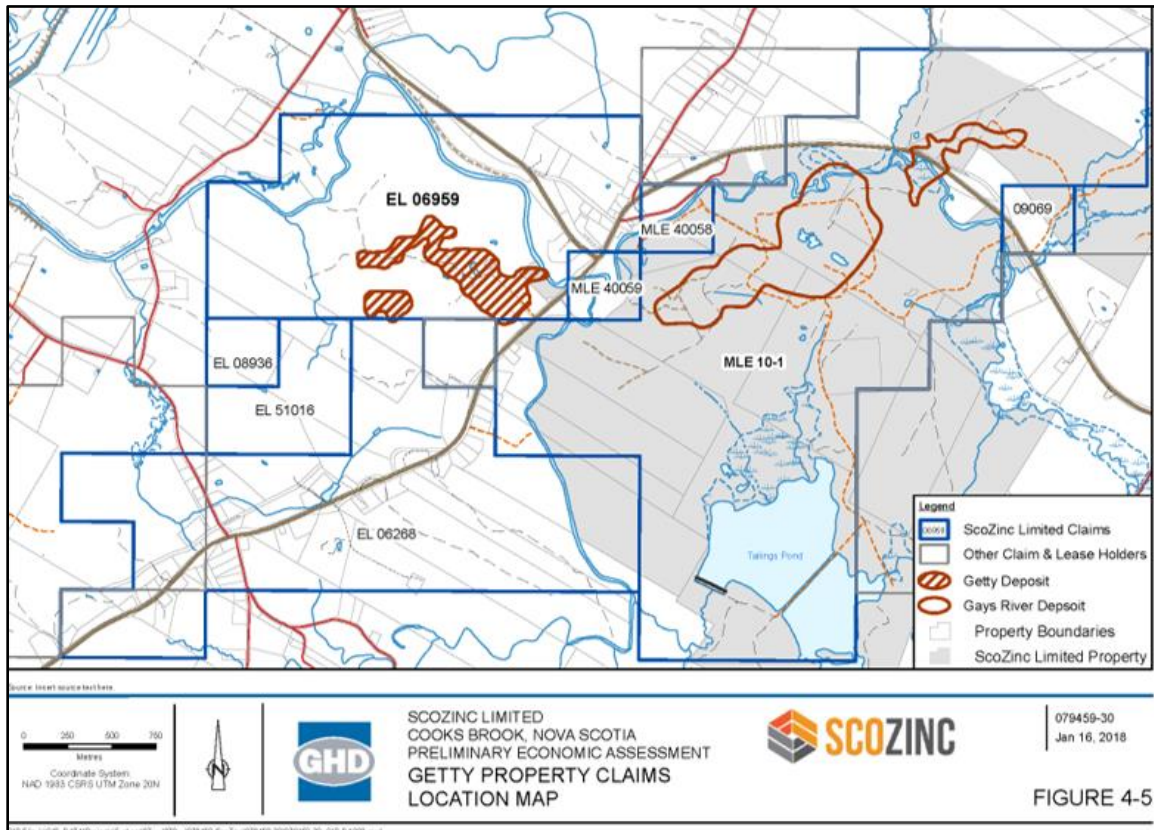 EL 06959
MLE 40058
09069
MLE 40059
EL 08936
MLE 10-1
EL 51016
EL 06268
Tailings Pond
Legend
ScoZinc Limited Claims
Other Claim & Lease Holders
Getty Deposit
Gays River Depsoit
Property Boundaries
ScoZinc Limited Property
Source: Insert source text here.
0 250 500 750
Metres
Coordinate System:
NAD 1983 CSRS UTM Zone 20N
N
GHD
SCOZINC LIMITED
COOKS BROOK, NOVA SCOTIA
PRELIMINARY ECONOMIC ASSESSMENT
GETTY PROPERTY CLAIMS
LOCATION MAP
SCOZINC
079459-30
Jan 16, 2018
FIGURE 4-5